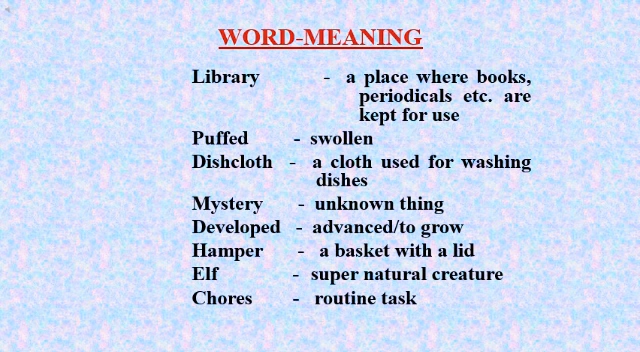 WORD-MEANING
Library - a place where books,
periodicals etc. are
kept for use
Puffed - swollen
Dishcloth - a cloth used for washing
dishes
Mystery - unknown thing
Developed - advanced/to grow
Hamper - a basket with a lid
Elf - super natural creature
Chores - routine task